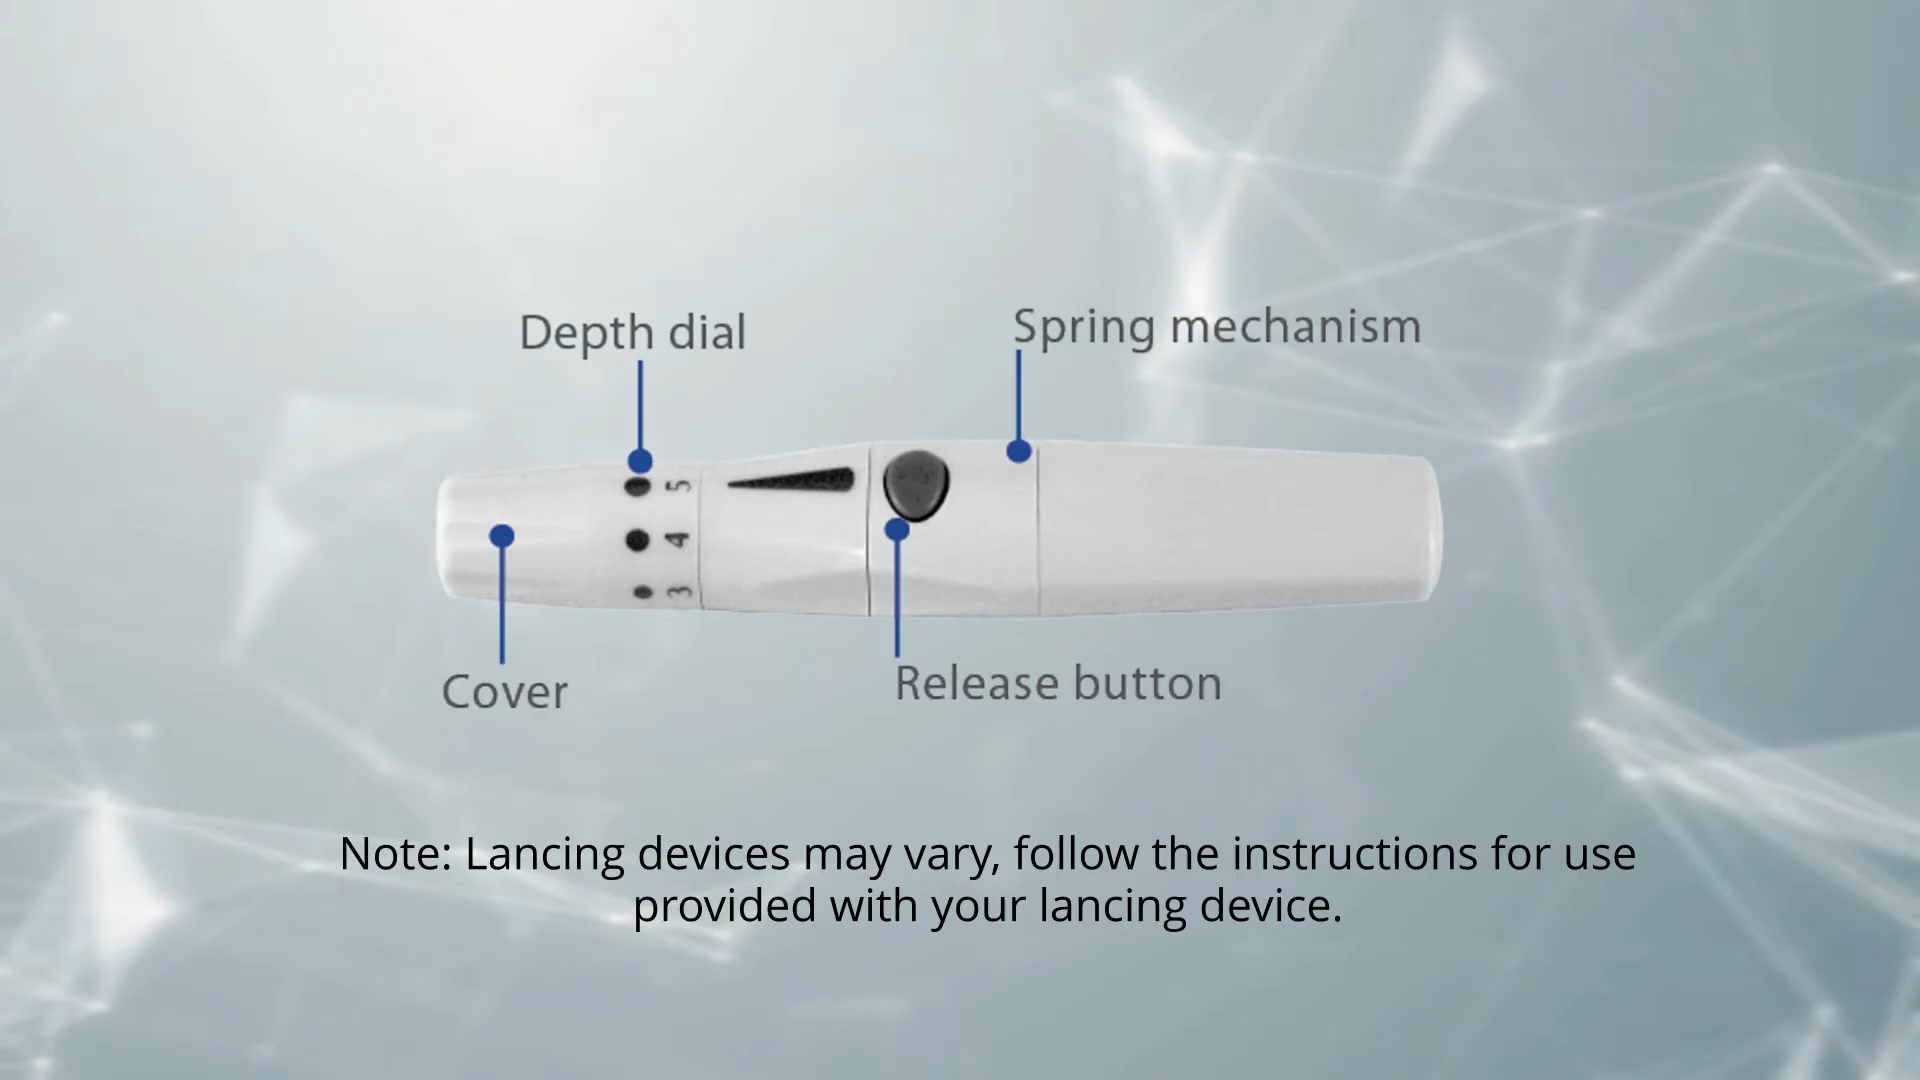 Depth dial
Spring mechanism
5
4
3
Cover
Release button
Note: Lancing devices may vary, follow the instructions for use
provided with your lancing device.